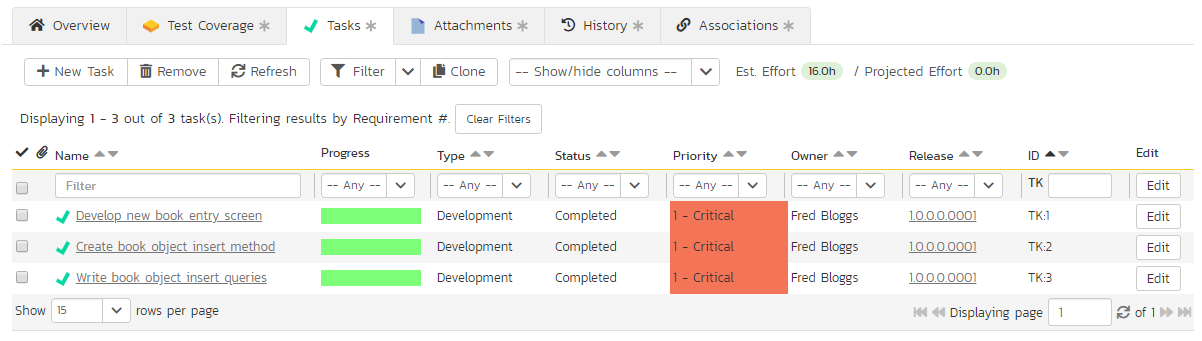 Overview Test Coverage Tasks Attachments History Associations
New Task Remove Refresh Filter Clone -- Show/hide columns -- Est. Effort 16.0h / Projected Effort 0.0h
Displaying 1 - 3 out of 3 task(s). Filtering results by Requirement #. Clear Filters
Name Progress Type Status Priority Owner Release ID Edit
Filter -- Any -- -- Any -- -- Any -- -- Any -- -- Any -- -- Any -- TK Edit
Develop new book entry screen Development Completed 1 - Critical Fred Bloggs 1.0.0.0.0001 TK:1 Edit
Create book object insert method Development Completed 1 - Critical Fred Bloggs 1.0.0.0.0001 TK:2 Edit
Write book object insert queries Development Completed 1 - Critical Fred Bloggs 1.0.0.0.0001 TK:3 Edit
Show 15 rows per page Displaying page 1 of 1